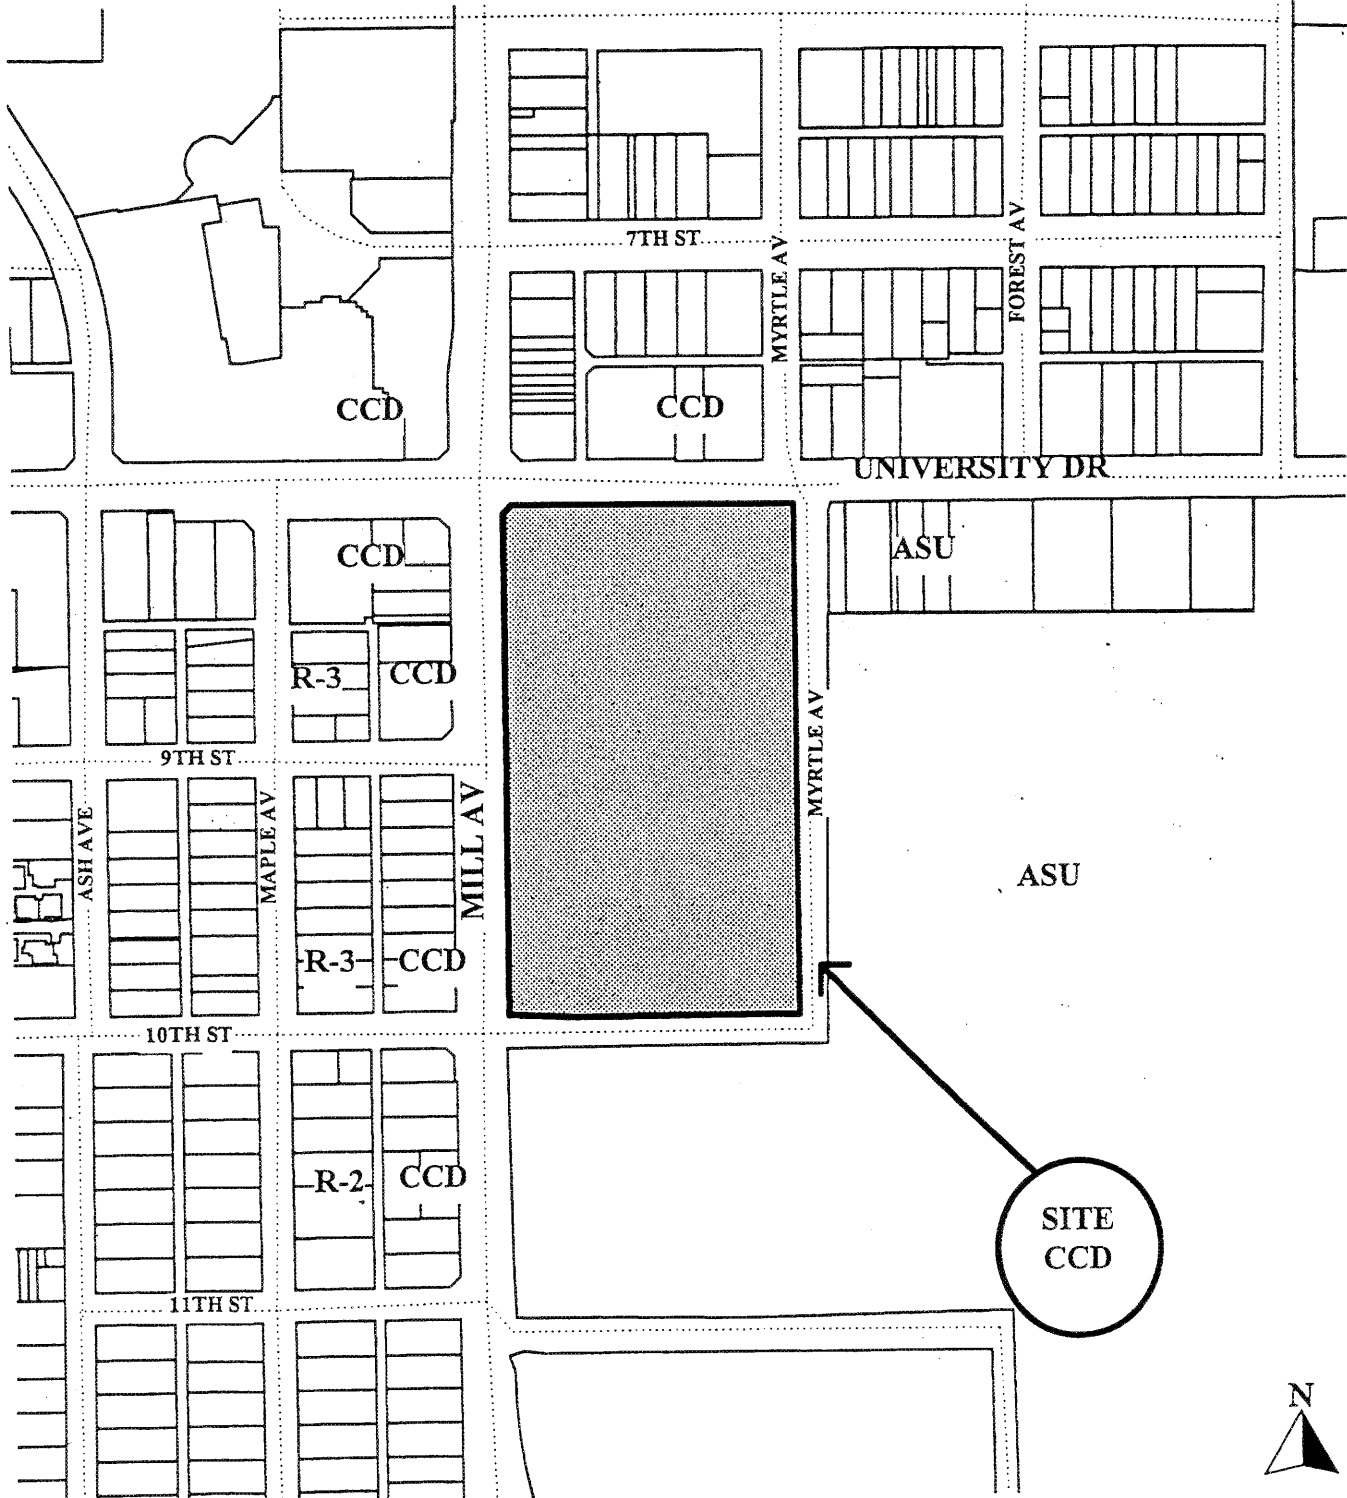 7TH ST
MYRTLE AV
FOREST AV
CCD
CCD
UNIVERSITY DR
CCD
ASU
R-3
CCD
MYRTLE AV
9TH ST
ASH AVE
MAPLE AV
MILL AV
ASU
R-3
CCD
10TH ST
R-2
CCD
SITE
CCD
11TH ST
N